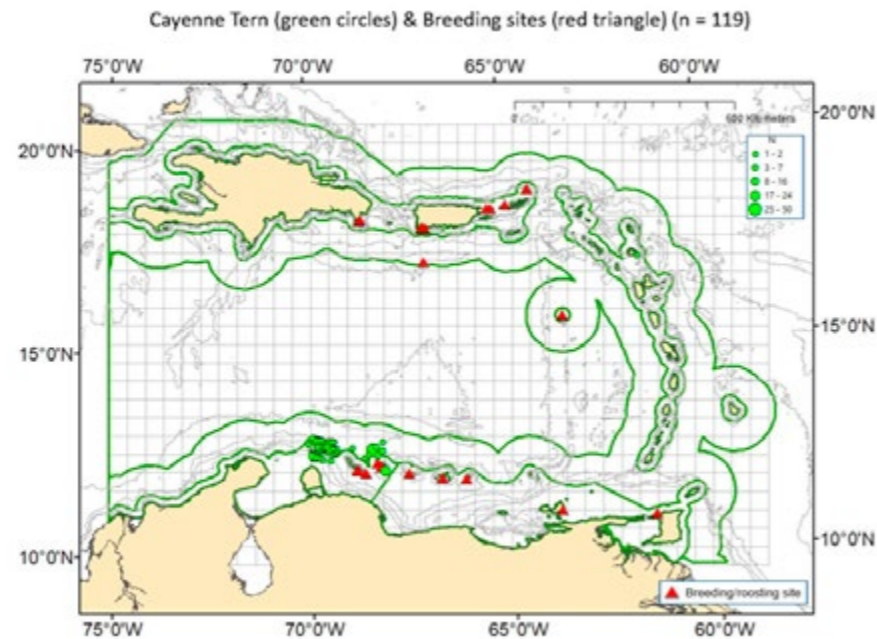 Cayenne Tern (green circles) & Breeding sites (red triangle) (n = 119)
75°0'W 70°0'W 65°0'W 60°0'W
20°0'N
20°0'N
15°0'N
15°0'N
10°0'N
10°0'N
0 600 Kilometers
N
1 - 2
3 - 7
8 - 16
17 - 24
25 - 50
Breeding/roosting site
75°0'W 70°0'W 65°0'W 60°0'W